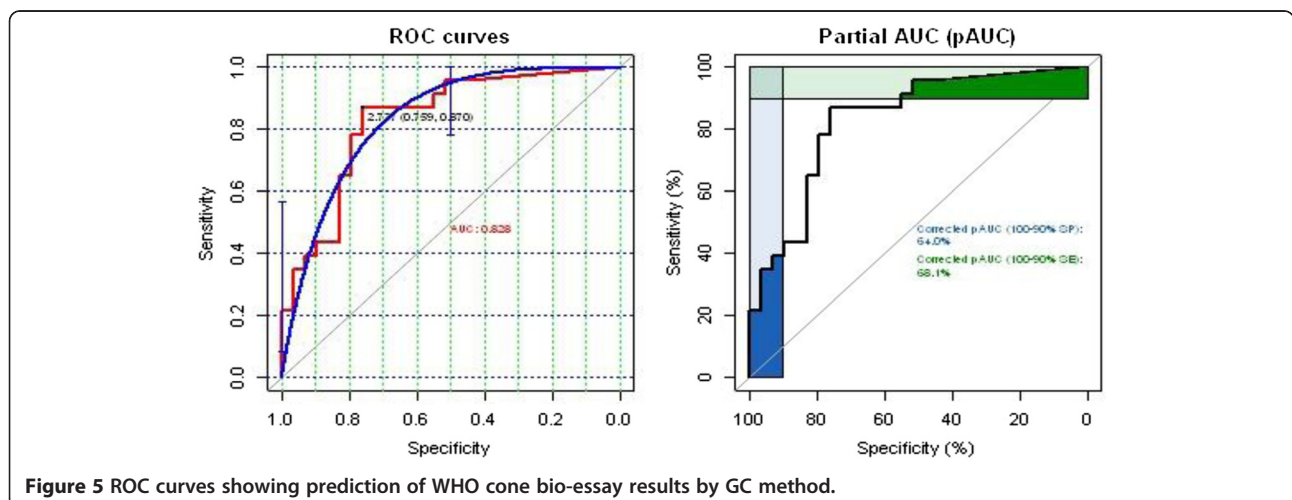 ROC curves
1.0
0.8
0.6
0.4
0.2
0.0
Sensitivity
2.727 (0.759, 0.870)
AUC: 0.828
1.0 0.8 0.6 0.4 0.2 0.0
Specificity
Partial AUC (pAUC)
100
80
60
40
20
0
Sensitivity (%)
Corrected pAUC (100-90% SP):
64.0%
Corrected pAUC (100-90% SE):
68.1%
100 80 60 40 20 0
Specificity (%)
Figure 5 ROC curves showing prediction of WHO cone bio-essay results by GC method.